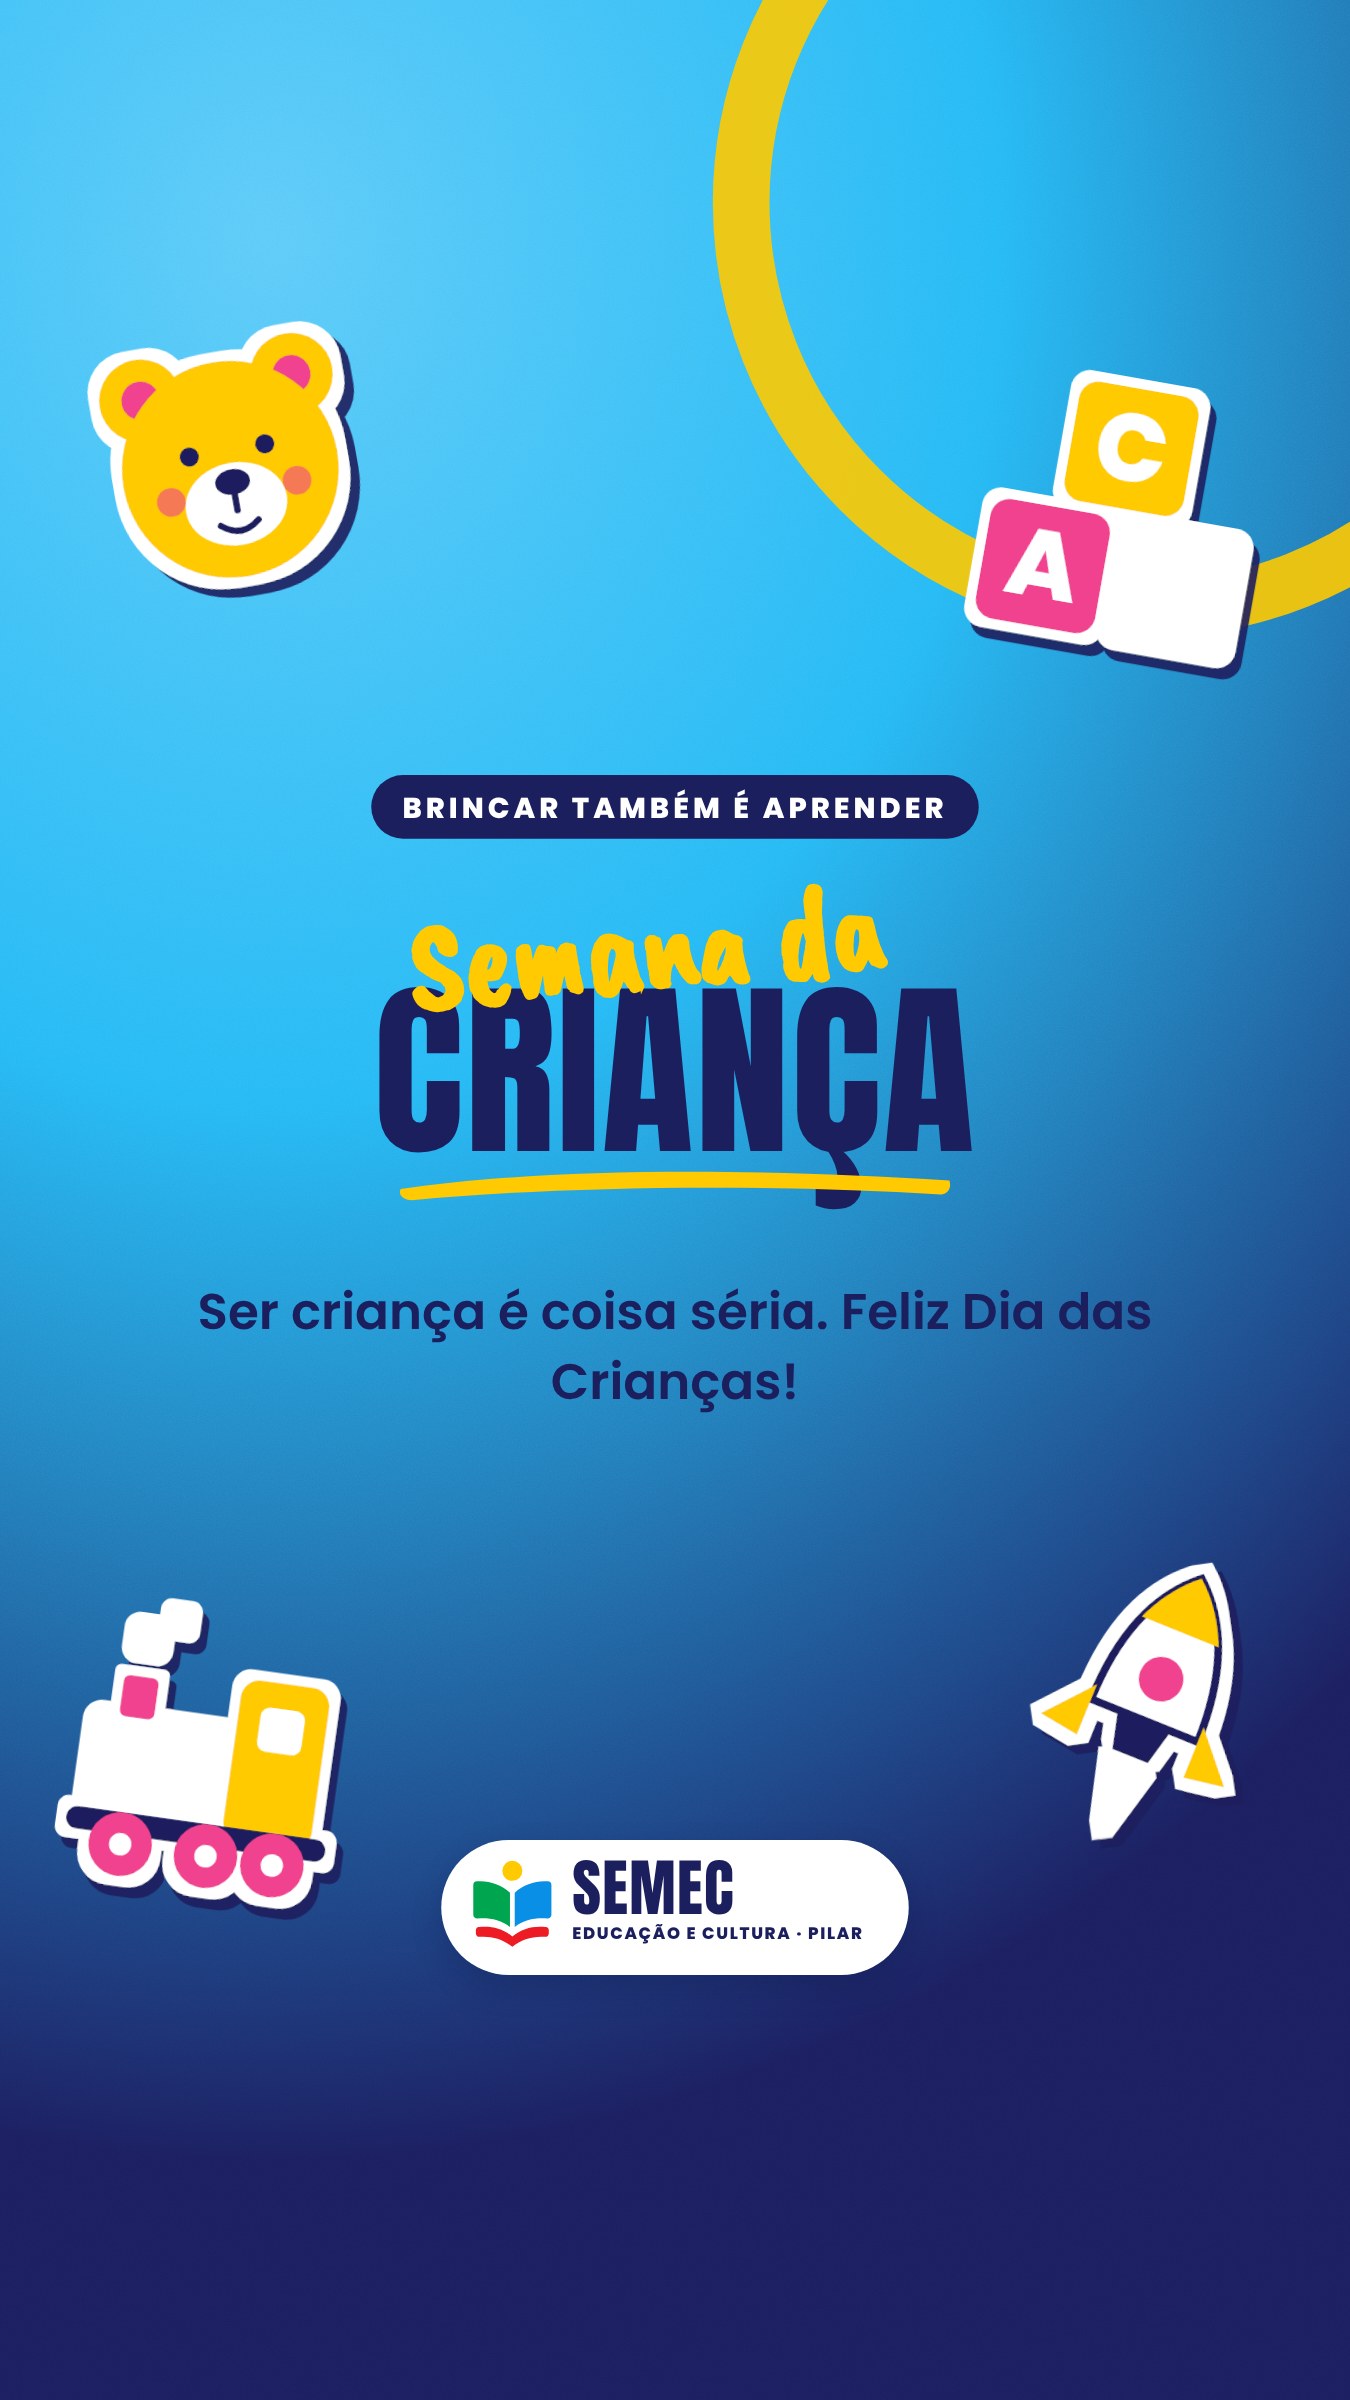 C
A
BRINCAR TAMBÉM É APRENDER
Semana da
CRIANÇA
Ser criança é coisa séria. Feliz Dia das
Crianças!
SEMEC
EDUCAÇÃO E CULTURA · PILAR